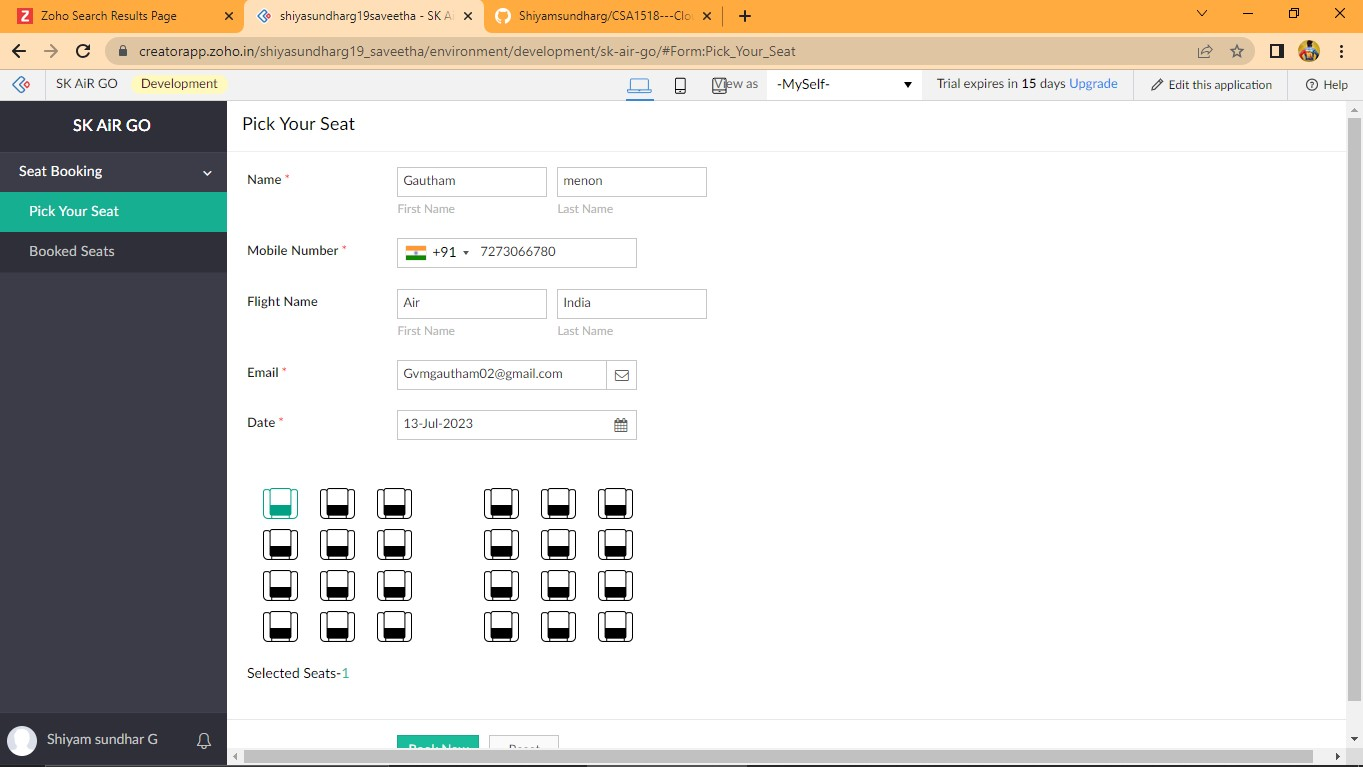 Zoho Search Results Page
shiyasundharg19saveetha - SK A
Shiyamsundharg/CSA1518---Clo
creatorapp.zoho.in/shiyasundharg19_saveetha/environment/development/sk-air-go/#Form:Pick_Your_Seat
SK AiR GO
Development
View as
-MySelf-
Trial expires in 15 days Upgrade
Edit this application
Help
SK AiR GO
Seat Booking
Pick Your Seat
Booked Seats
Pick Your Seat
Name *
Gautham
menon
First Name
Last Name
Mobile Number *
+91
7273066780
Flight Name
Air
India
First Name
Last Name
Email *
Gvmgautham02@gmail.com
Date *
13-Jul-2023
Selected Seats-1
Book Now
Reset
Shiyam sundhar G